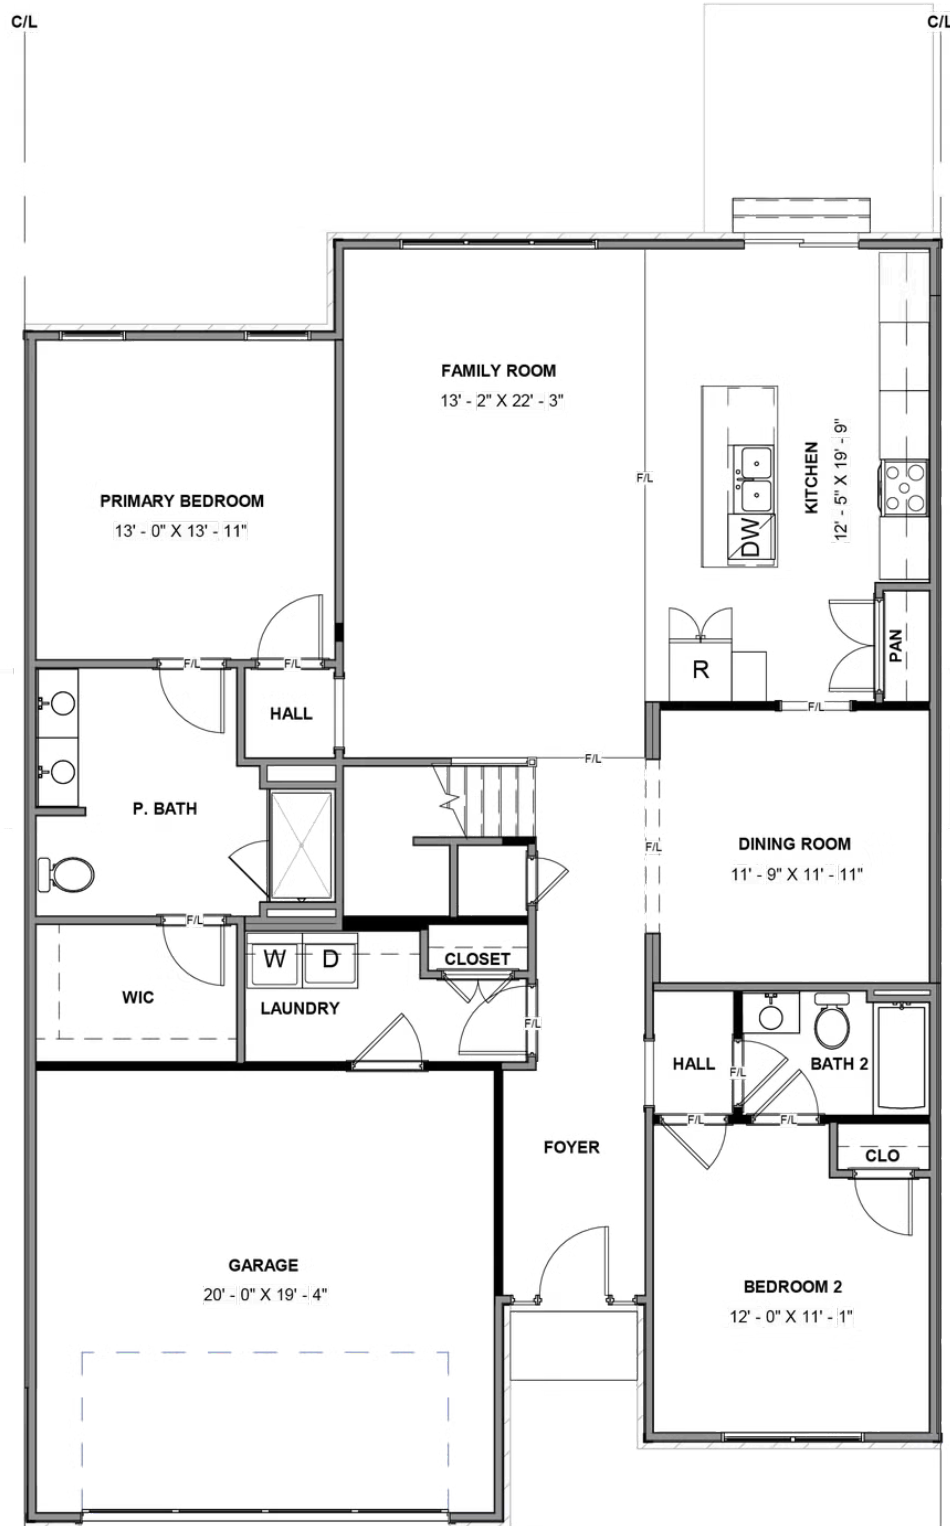 C/L
C/L
FAMILY ROOM
13' - 2" X 22' - 3"
KITCHEN
12' - 5" X 19' - 9"
F/L
PRIMARY BEDROOM
13' - 0" X 13' - 11"
DW
PAN
R
F/L
F/L
F/L
HALL
F/L
P. BATH
F/L
DINING ROOM
11' - 9" X 11' - 11"
F/L
W
D
CLOSET
WIC
LAUNDRY
F/L
HALL
F/L
BATH 2
F/L
F/L
FOYER
CLO
GARAGE
20' - 0" X 19' - 4"
BEDROOM 2
12' - 0" X 11' - 1"